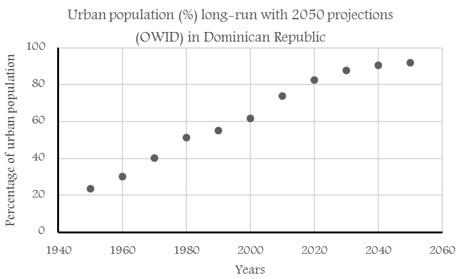 Urban population (%) long-run with 2050 projections
(OWID) in Dominican Republic
Percentage of urban population
100
80
60
40
20
0
1940 1960 1980 2000 2020 2040 2060
Years